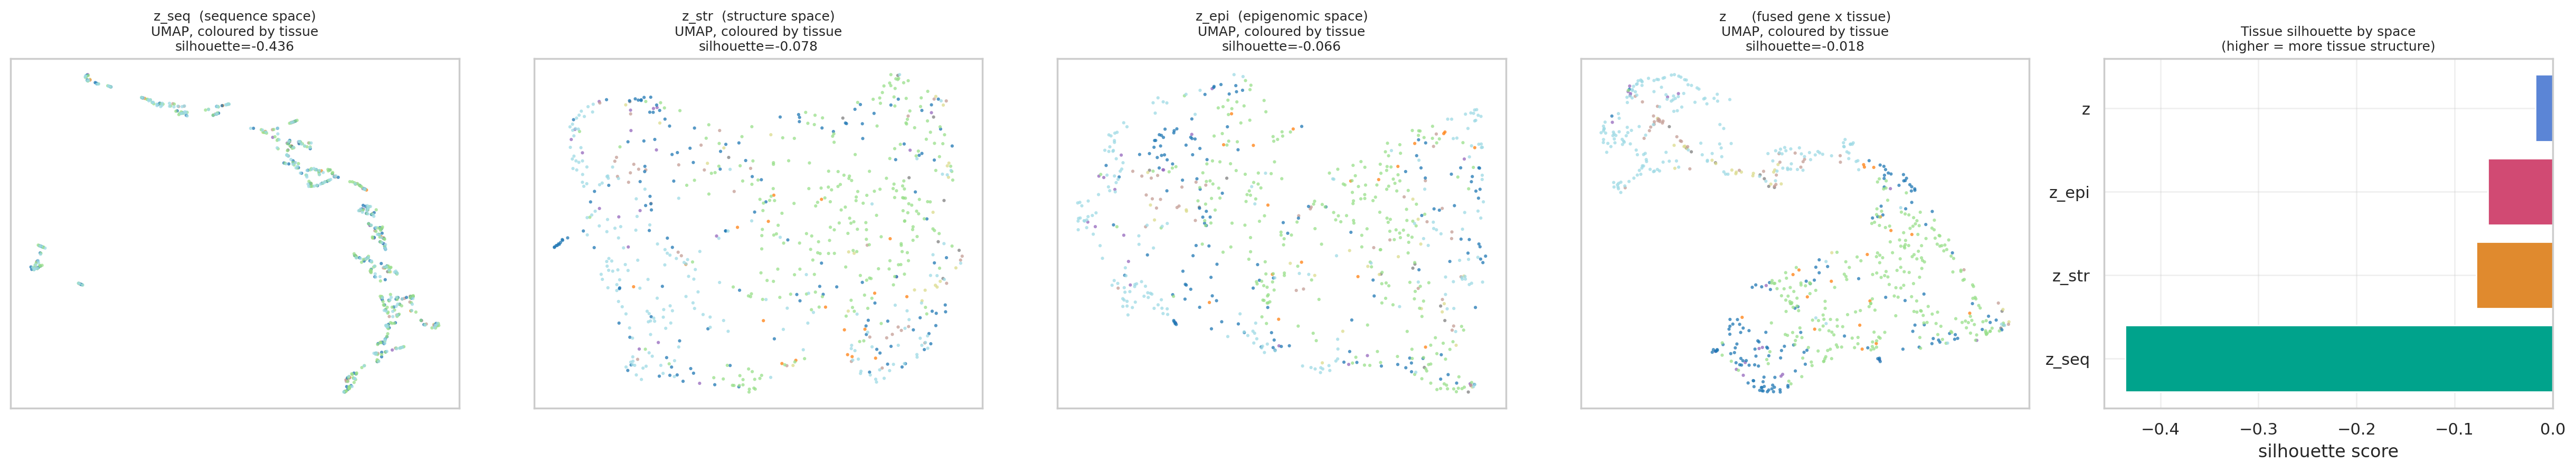 z_seq  (sequence space)
UMAP, coloured by tissue
silhouette=-0.436
z_str  (structure space)
UMAP, coloured by tissue
silhouette=-0.078
z_epi  (epigenomic space)
UMAP, coloured by tissue
silhouette=-0.066
z      (fused gene x tissue)
UMAP, coloured by tissue
silhouette=-0.018
Tissue silhouette by space
(higher = more tissue structure)
z
z_epi
z_str
z_seq
−0.4 −0.3 −0.2 −0.1 0.0
silhouette score